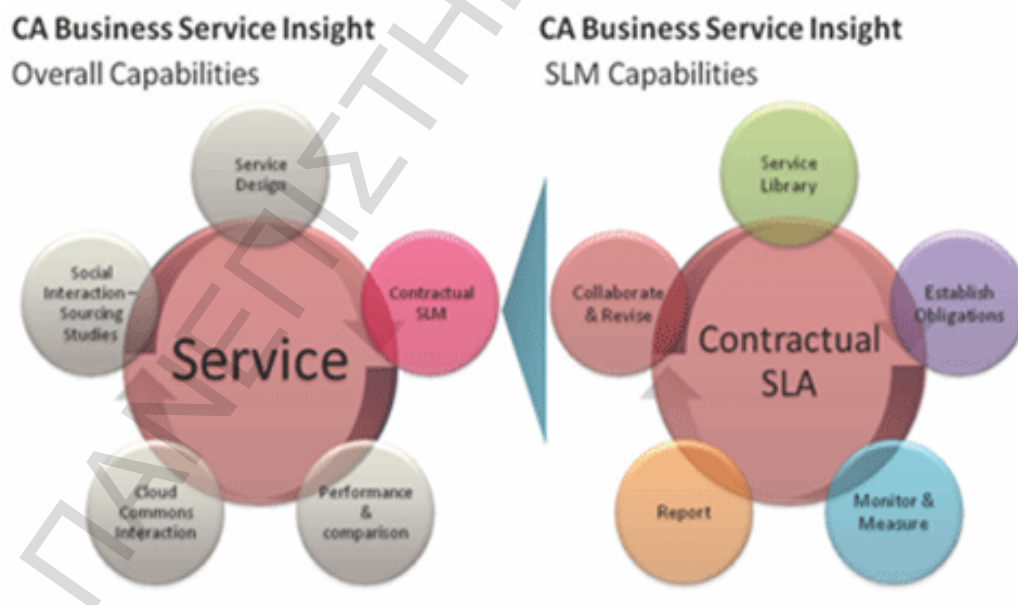 CA Business Service Insight
Overall Capabilities
Service
Design
Contractual
SLM
Performance
&
comparison
Cloud
Commons
Interaction
Social
Interaction–
Sourcing
Studies
Service
CA Business Service Insight
SLM Capabilities
Service
Library
Establish
Obligations
Monitor &
Measure
Report
Collaborate
& Revise
Contractual
SLA
ΠΑΝΕΠΙΣΤΗ